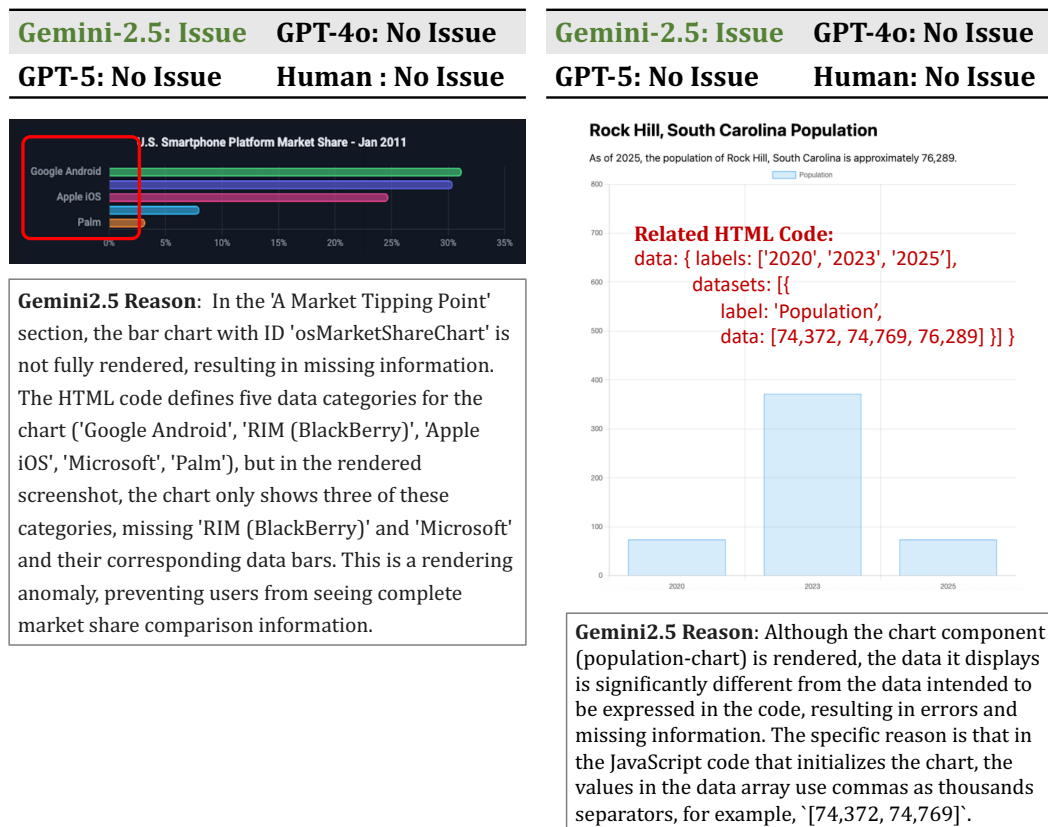 Gemini-2.5: Issue GPT-4o: No Issue
GPT-5: No Issue Human : No Issue
U.S. Smartphone Platform Market Share - Jan 2011
Google Android
Apple iOS
Palm
0% 5% 10% 15% 20% 25% 30% 35%
Gemini2.5 Reason: In the 'A Market Tipping Point'
section, the bar chart with ID 'osMarketShareChart' is
not fully rendered, resulting in missing information.
The HTML code defines five data categories for the
chart ('Google Android', 'RIM (BlackBerry)', 'Apple
iOS', 'Microsoft', 'Palm'), but in the rendered
screenshot, the chart only shows three of these
categories, missing 'RIM (BlackBerry)' and 'Microsoft'
and their corresponding data bars. This is a rendering
anomaly, preventing users from seeing complete
market share comparison information.
Gemini-2.5: Issue GPT-4o: No Issue
GPT-5: No Issue Human: No Issue
Rock Hill, South Carolina Population
As of 2025, the population of Rock Hill, South Carolina is approximately 76,289.
Population
800
700
600
500
400
300
200
100
0
Related HTML Code:
data: { labels: ['2020', '2023', '2025’],
datasets: [{
label: 'Population’,
data: [74,372, 74,769, 76,289] }] }
2020 2023 2025
Gemini2.5 Reason: Although the chart component
(population-chart) is rendered, the data it displays
is significantly different from the data intended to
be expressed in the code, resulting in errors and
missing information. The specific reason is that in
the JavaScript code that initializes the chart, the
values in the data array use commas as thousands
separators, for example, `[74,372, 74,769]`.